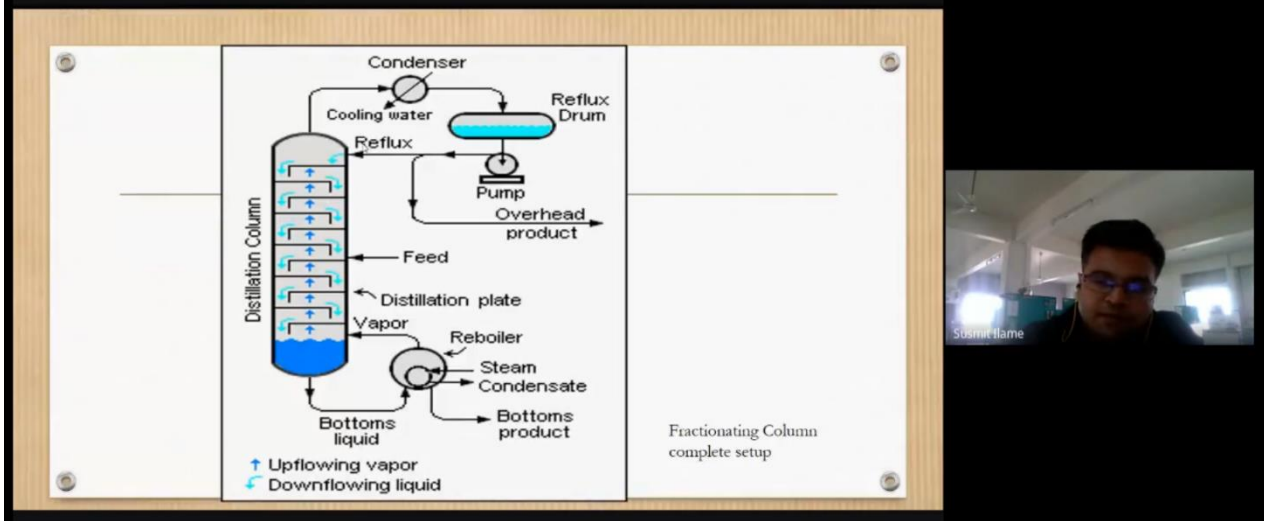 Condenser
Cooling water
Reflux
Drum
Reflux
Pump
Overhead
product
Distillation Column
Feed
Distillation plate
Vapor
Reboiler
Steam
Condensate
Bottoms
liquid
Bottoms
product
Upflowing vapor
Downflowing liquid
Fractionating Column
complete setup
Susmit Ilame